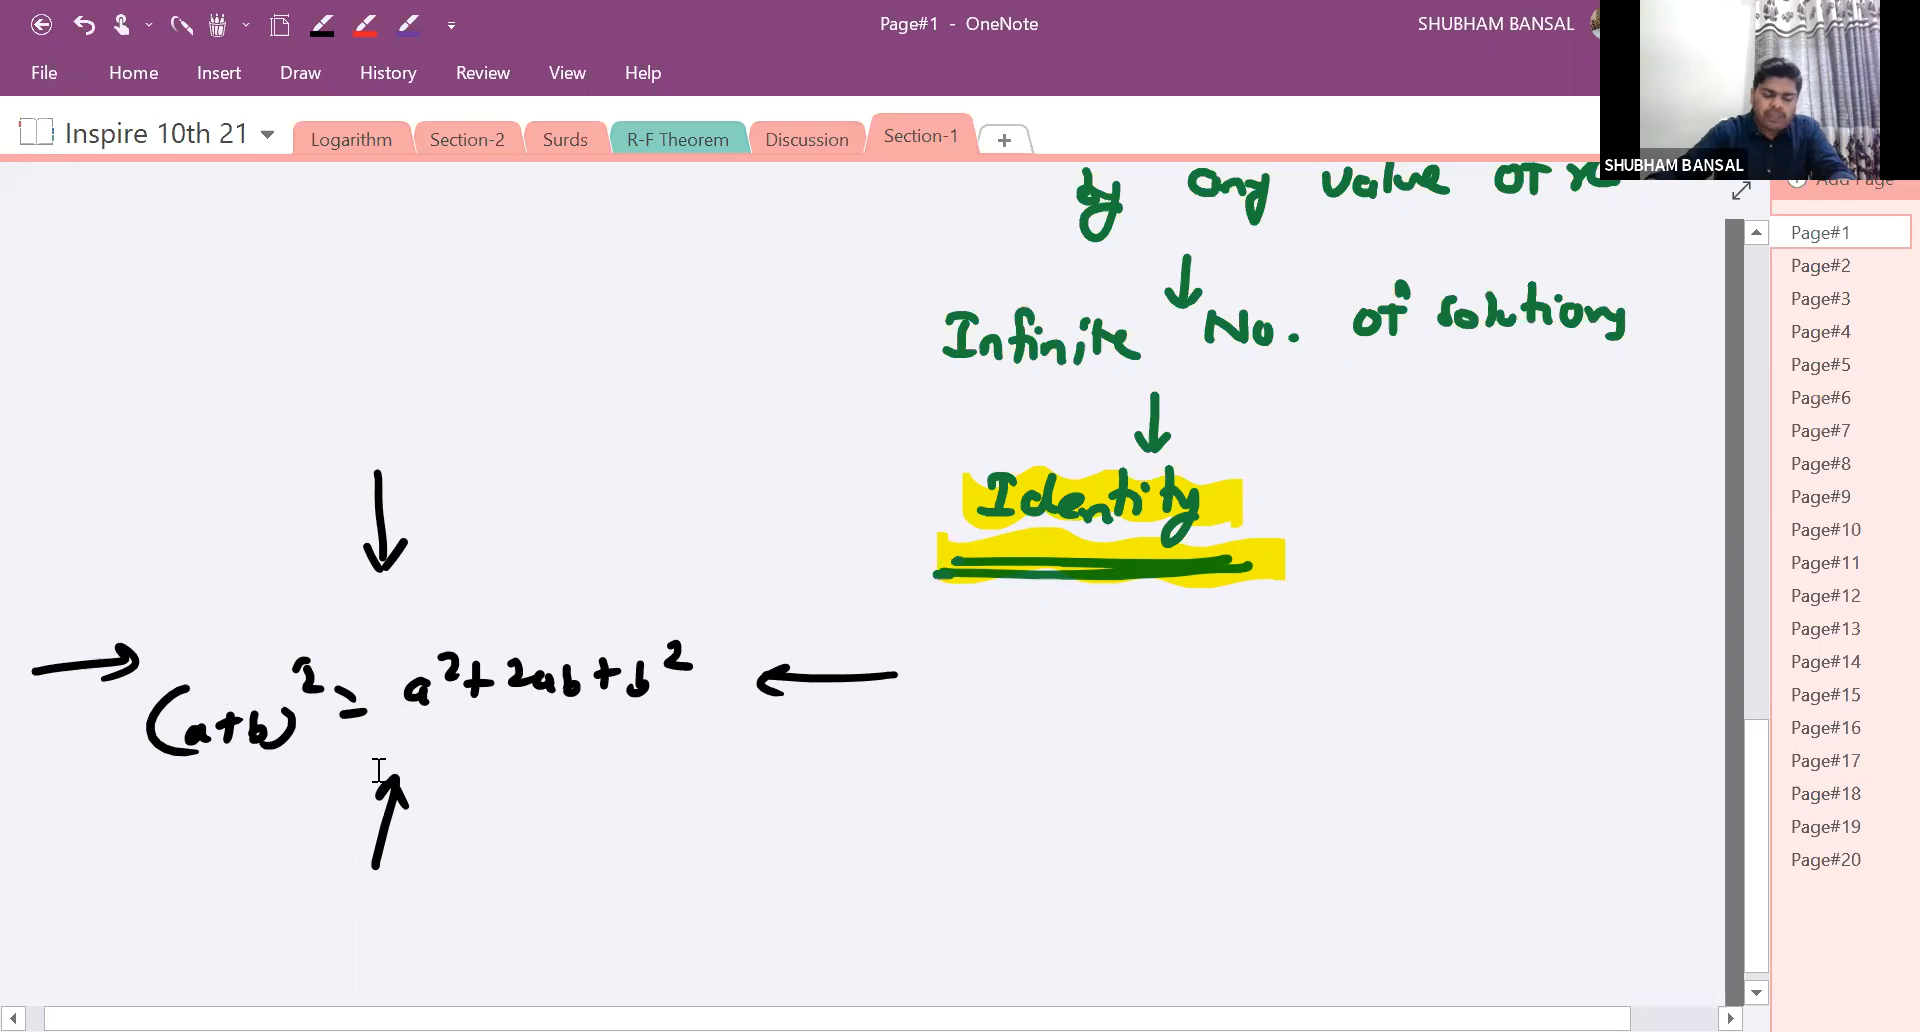 Page#1 - OneNote
SHUBHAM BANSAL
File Home Insert Draw History Review View Help
SHUBHAM BANSAL
Inspire 10th 21
Logarithm Section-2 Surds R-F Theorem Discussion Section-1 +
Add Page
by any value of x
Infinite No. of solutions
Identity
(a+b)² = a²+2ab+b²
Page#1
Page#2
Page#3
Page#4
Page#5
Page#6
Page#7
Page#8
Page#9
Page#10
Page#11
Page#12
Page#13
Page#14
Page#15
Page#16
Page#17
Page#18
Page#19
Page#20